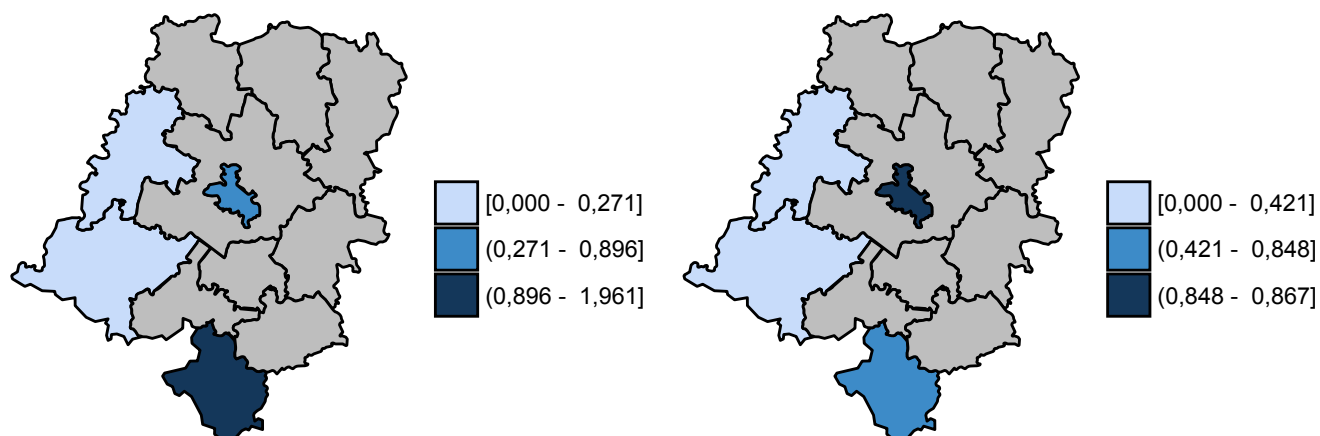 [0,000 - 0,271]
(0,271 - 0,896]
(0,896 - 1,961]
[0,000 - 0,421]
(0,421 - 0,848]
(0,848 - 0,867]